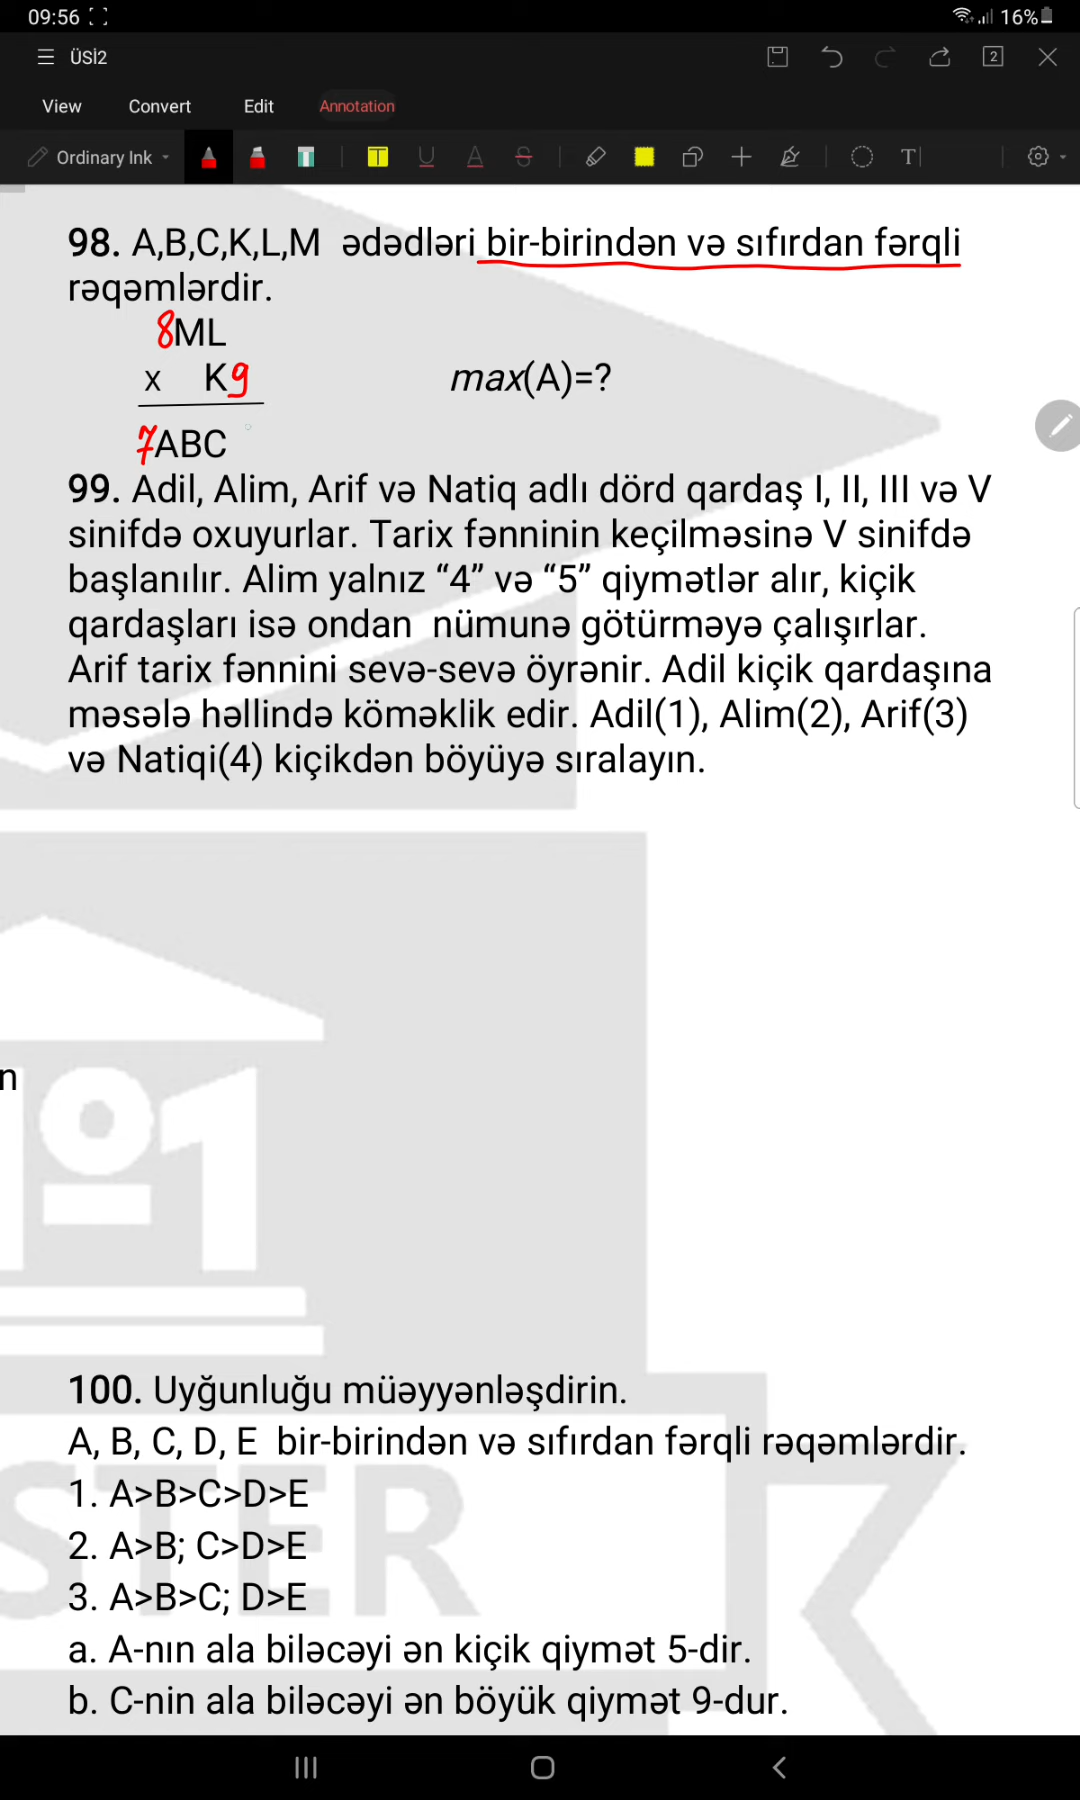 09:56
16%
ÜSİ2
2
View Convert Edit Annotation
Ordinary Ink T U A S T
98. A,B,C,K,L,M ədədləri bir-birindən və sıfırdan fərqli
rəqəmlərdir.
8ML
x K9 max(A)=?
7ABC
99. Adil, Alim, Arif və Natiq adlı dörd qardaş I, II, III və V
sinifdə oxuyurlar. Tarix fənninin keçilməsinə V sinifdə
başlanılır. Alim yalnız “4” və “5” qiymətlər alır, kiçik
qardaşları isə ondan nümunə götürməyə çalışırlar.
Arif tarix fənnini sevə-sevə öyrənir. Adil kiçik qardaşına
məsələ həllində köməklik edir. Adil(1), Alim(2), Arif(3)
və Natiqi(4) kiçikdən böyüyə sıralayın.
n
º1
100. Uyğunluğu müəyyənləşdirin.
A, B, C, D, E bir-birindən və sıfırdan fərqli rəqəmlərdir.
STER
1. A>B>C>D>E
2. A>B; C>D>E
3. A>B>C; D>E
a. A-nın ala biləcəyi ən kiçik qiymət 5-dir.
b. C-nin ala biləcəyi ən böyük qiymət 9-dur.